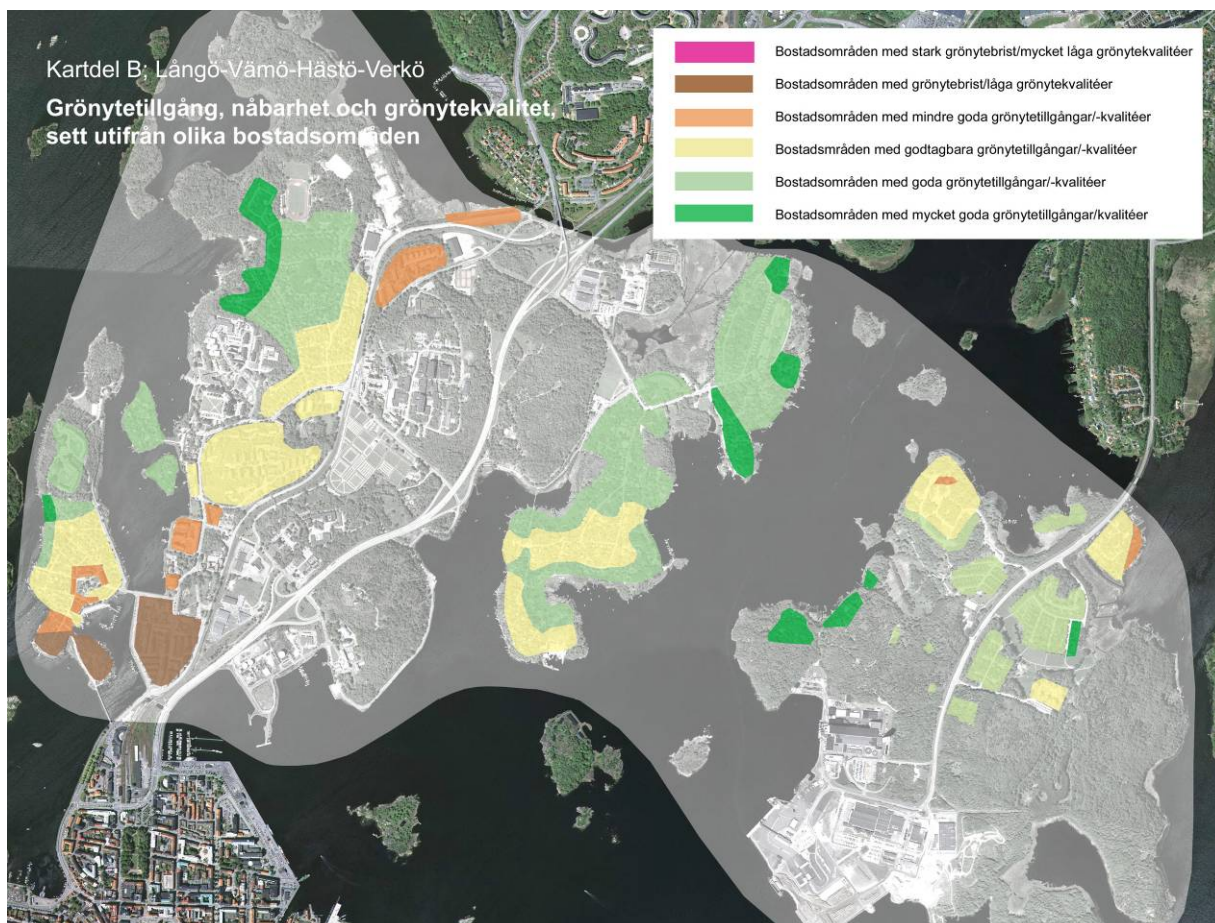 Kartdel B; Långö-Vämö-Hästö-Verkö
Grönytetillgång, nåbarhet och grönytekvalitet,
sett utifrån olika bostadsområden
Bostadsområden med stark grönytebrist/mycket låga grönytekvalitéer
Bostadsområden med grönytebrist/låga grönytekvalitéer
Bostadsområden med mindre goda grönytetillgångar/-kvalitéer
Bostadsmråden med godtagbara grönytetillgångar/-kvalitéer
Bostadsområden med goda grönytetillgångar/-kvalitéer
Bostadsområden med mycket goda grönytetillgångar/kvalitéer